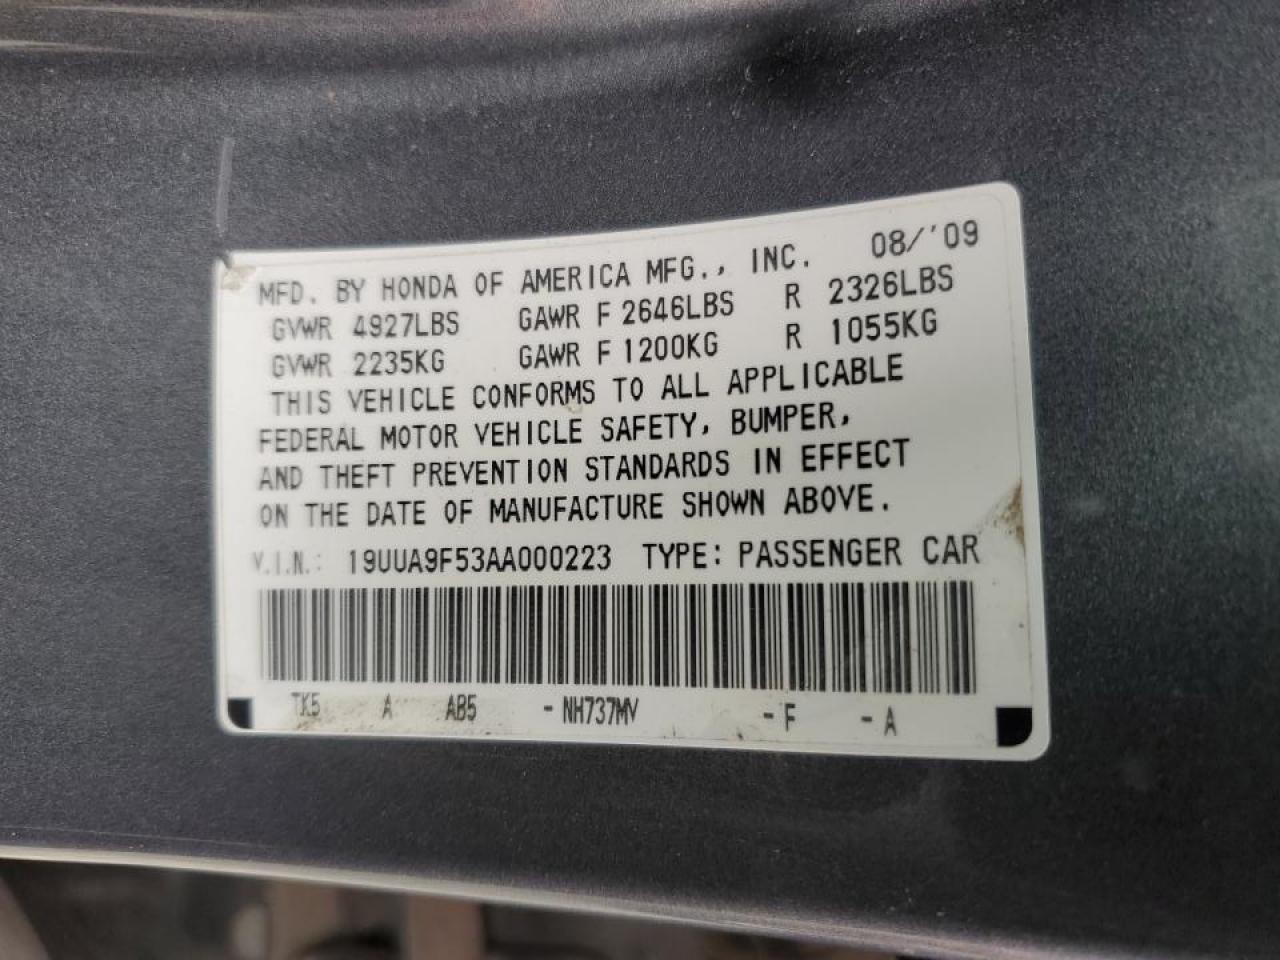 MFD. BY HONDA OF AMERICA MFG., INC. 08/'09
GVWR 4927LBS GAWR F 2646LBS R 2326LBS
GVWR 2235KG GAWR F 1200KG R 1055KG
THIS VEHICLE CONFORMS TO ALL APPLICABLE
FEDERAL MOTOR VEHICLE SAFETY, BUMPER,
AND THEFT PREVENTION STANDARDS IN EFFECT
ON THE DATE OF MANUFACTURE SHOWN ABOVE.
V.I.N.: 19UUA9F53AA000223 TYPE: PASSENGER CAR
TK5 A AB5 - NH737MV - F - A